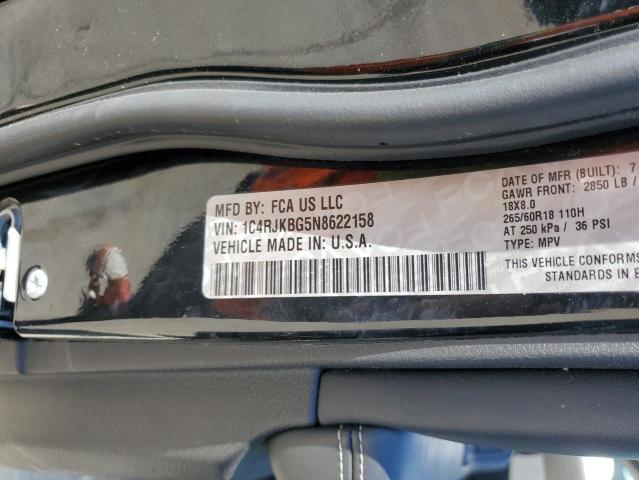 MFD BY: FCA US LLC
VIN: 1C4RJKBG5N8622158
VEHICLE MADE IN: U.S.A.
DATE OF MFR (BUILT): 7
GAWR FRONT: 2850 LB /
18X8.0
265/60R18 110H
AT 250 kPa / 36 PSI
TYPE: MPV
THIS VEHICLE CONFORMS
STANDARDS IN E